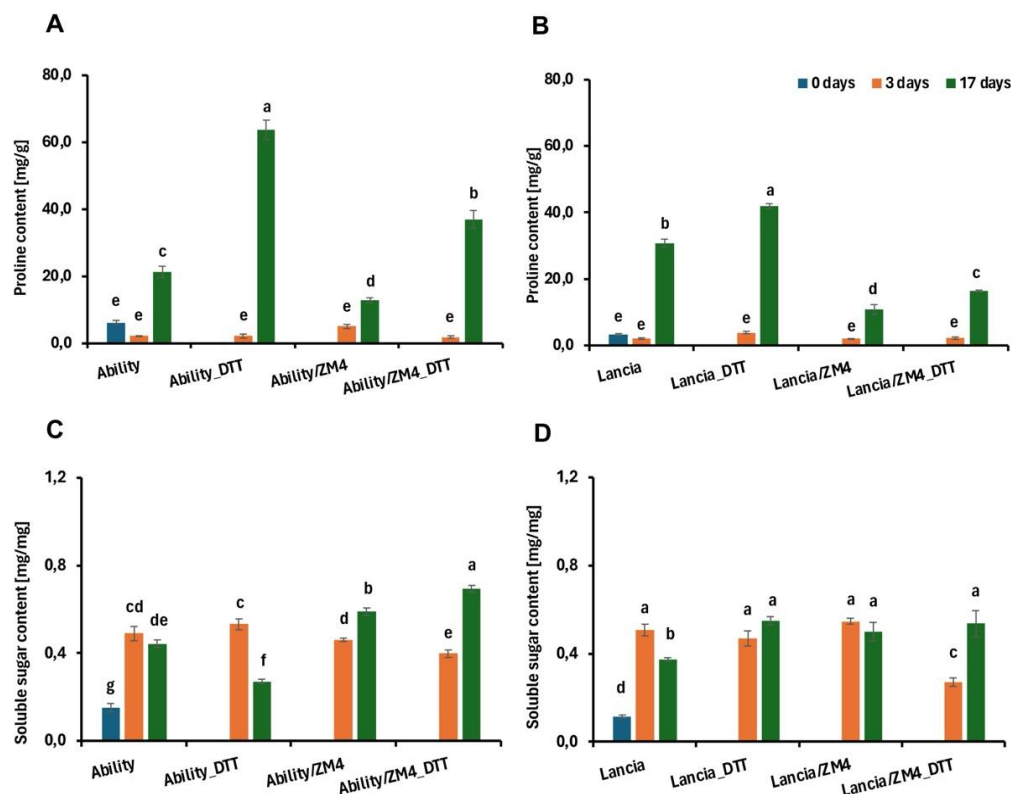 A
Proline content [mg/g]
80,0
60,0
40,0
20,0
0,0
e
e
c
e
a
e
d
e
b
Ability
Ability_DTT
Ability/ZM4
Ability/ZM4_DTT
B
0 days
3 days
17 days
Proline content [mg/g]
80,0
60,0
40,0
20,0
0,0
e
e
b
e
a
e
d
e
c
Lancia
Lancia_DTT
Lancia/ZM4
Lancia/ZM4_DTT
C
Soluble sugar content [mg/mg]
1,2
0,8
0,4
0,0
g
cd
de
c
f
d
b
e
a
Ability
Ability_DTT
Ability/ZM4
Ability/ZM4_DTT
D
Soluble sugar content [mg/mg]
1,2
0,8
0,4
0,0
d
a
b
a
a
a
a
c
a
Lancia
Lancia_DTT
Lancia/ZM4
Lancia/ZM4_DTT